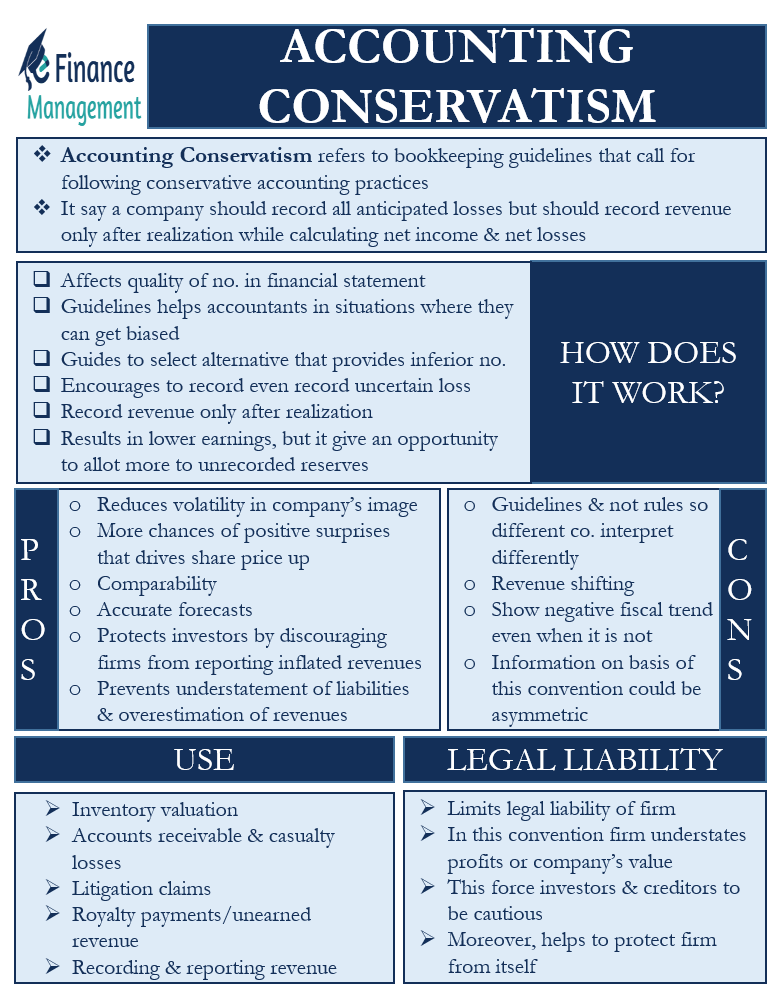 eFinance
Management
ACCOUNTING
CONSERVATISM
❖ Accounting Conservatism refers to bookkeeping guidelines that call for
following conservative accounting practices
❖ It say a company should record all anticipated losses but should record revenue
only after realization while calculating net income & net losses
❑ Affects quality of no. in financial statement
❑ Guidelines helps accountants in situations where they
can get biased
❑ Guides to select alternative that provides inferior no.
❑ Encourages to record even record uncertain loss
❑ Record revenue only after realization
❑ Results in lower earnings, but it give an opportunity
to allot more to unrecorded reserves
HOW DOES
IT WORK?
PROS
o Reduces volatility in company's image
o More chances of positive surprises
that drives share price up
o Comparability
o Accurate forecasts
o Protects investors by discouraging
firms from reporting inflated revenues
o Prevents understatement of liabilities
& overestimation of revenues
o Guidelines & not rules so
different co. interpret
differently
o Revenue shifting
o Show negative fiscal trend
even when it is not
o Information on basis of
this convention could be
asymmetric
CONS
USE
➢ Inventory valuation
➢ Accounts receivable & casualty
losses
➢ Litigation claims
➢ Royalty payments/unearned
revenue
➢ Recording & reporting revenue
LEGAL LIABILITY
➢ Limits legal liability of firm
➢ In this convention firm understates
profits or company's value
➢ This force investors & creditors to
be cautious
➢ Moreover, helps to protect firm
from itself